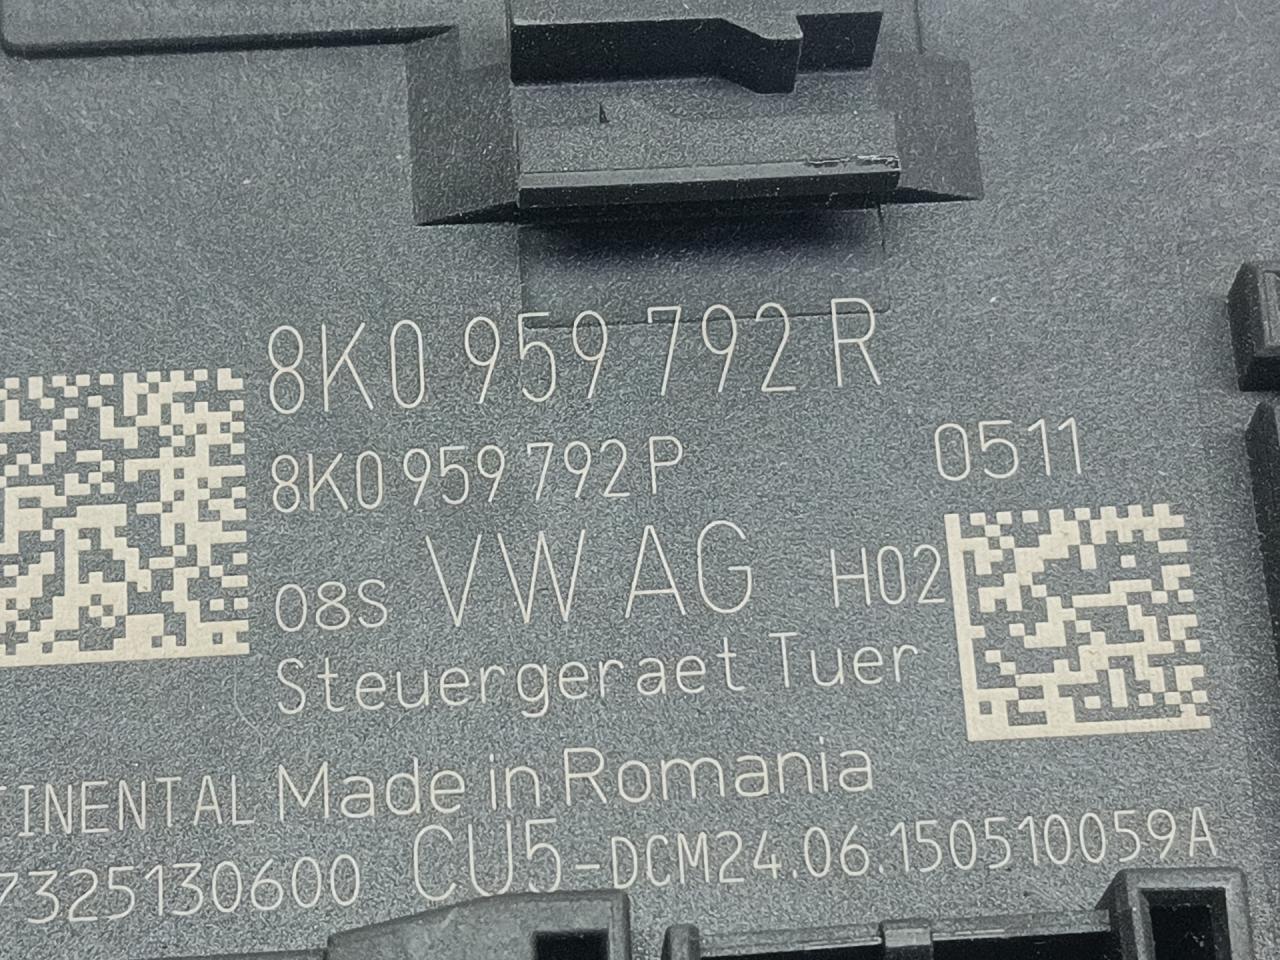 8K0 959 792 R
8K0 959 792 P
0511
08S VW AG H02
Steuergeraet Tuer
TINENTAL Made in Romania
7325130600 CU5-DCM24.06.150510059A